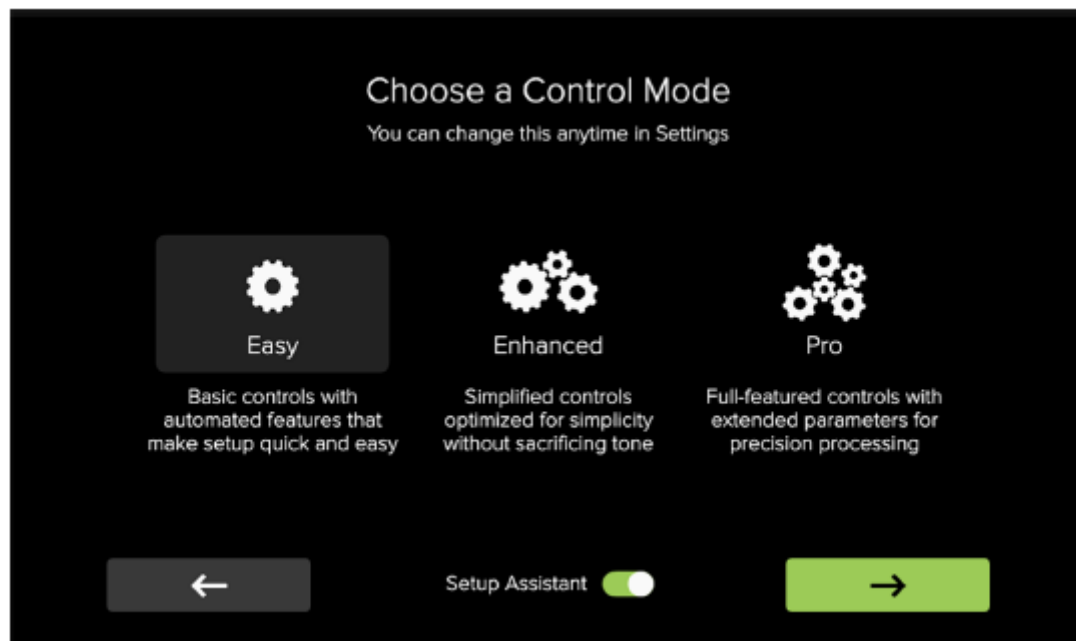 Choose a Control Mode
You can change this anytime in Settings
Easy
Basic controls with
automated features that
make setup quick and easy
Enhanced
Simplified controls
optimized for simplicity
without sacrificing tone
Pro
Full-featured controls with
extended parameters for
precision processing
Setup Assistant